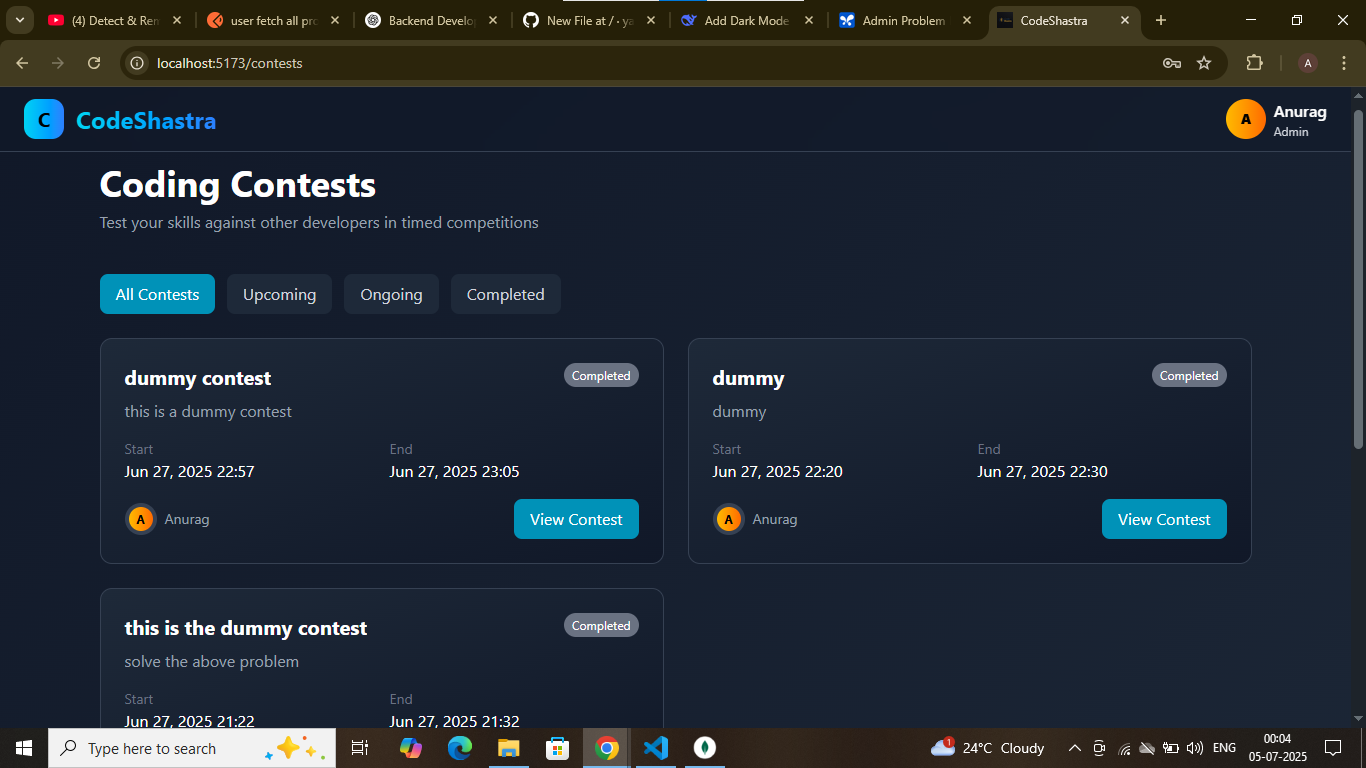 (4) Detect & Rem
user fetch all pro
Backend Develop
New File at / · ya
Add Dark Mode
Admin Problem
CodeShastra
localhost:5173/contests
A
C
CodeShastra
A
Anurag
Admin
Coding Contests
Test your skills against other developers in timed competitions
All Contests
Upcoming
Ongoing
Completed
dummy contest
Completed
this is a dummy contest
Start
End
Jun 27, 2025 22:57
Jun 27, 2025 23:05
A
Anurag
View Contest
dummy
Completed
dummy
Start
End
Jun 27, 2025 22:20
Jun 27, 2025 22:30
A
Anurag
View Contest
this is the dummy contest
Completed
solve the above problem
Start
End
Jun 27, 2025 21:22
Jun 27, 2025 21:32
Type here to search
1
24°C Cloudy
ENG
00:04
05-07-2025